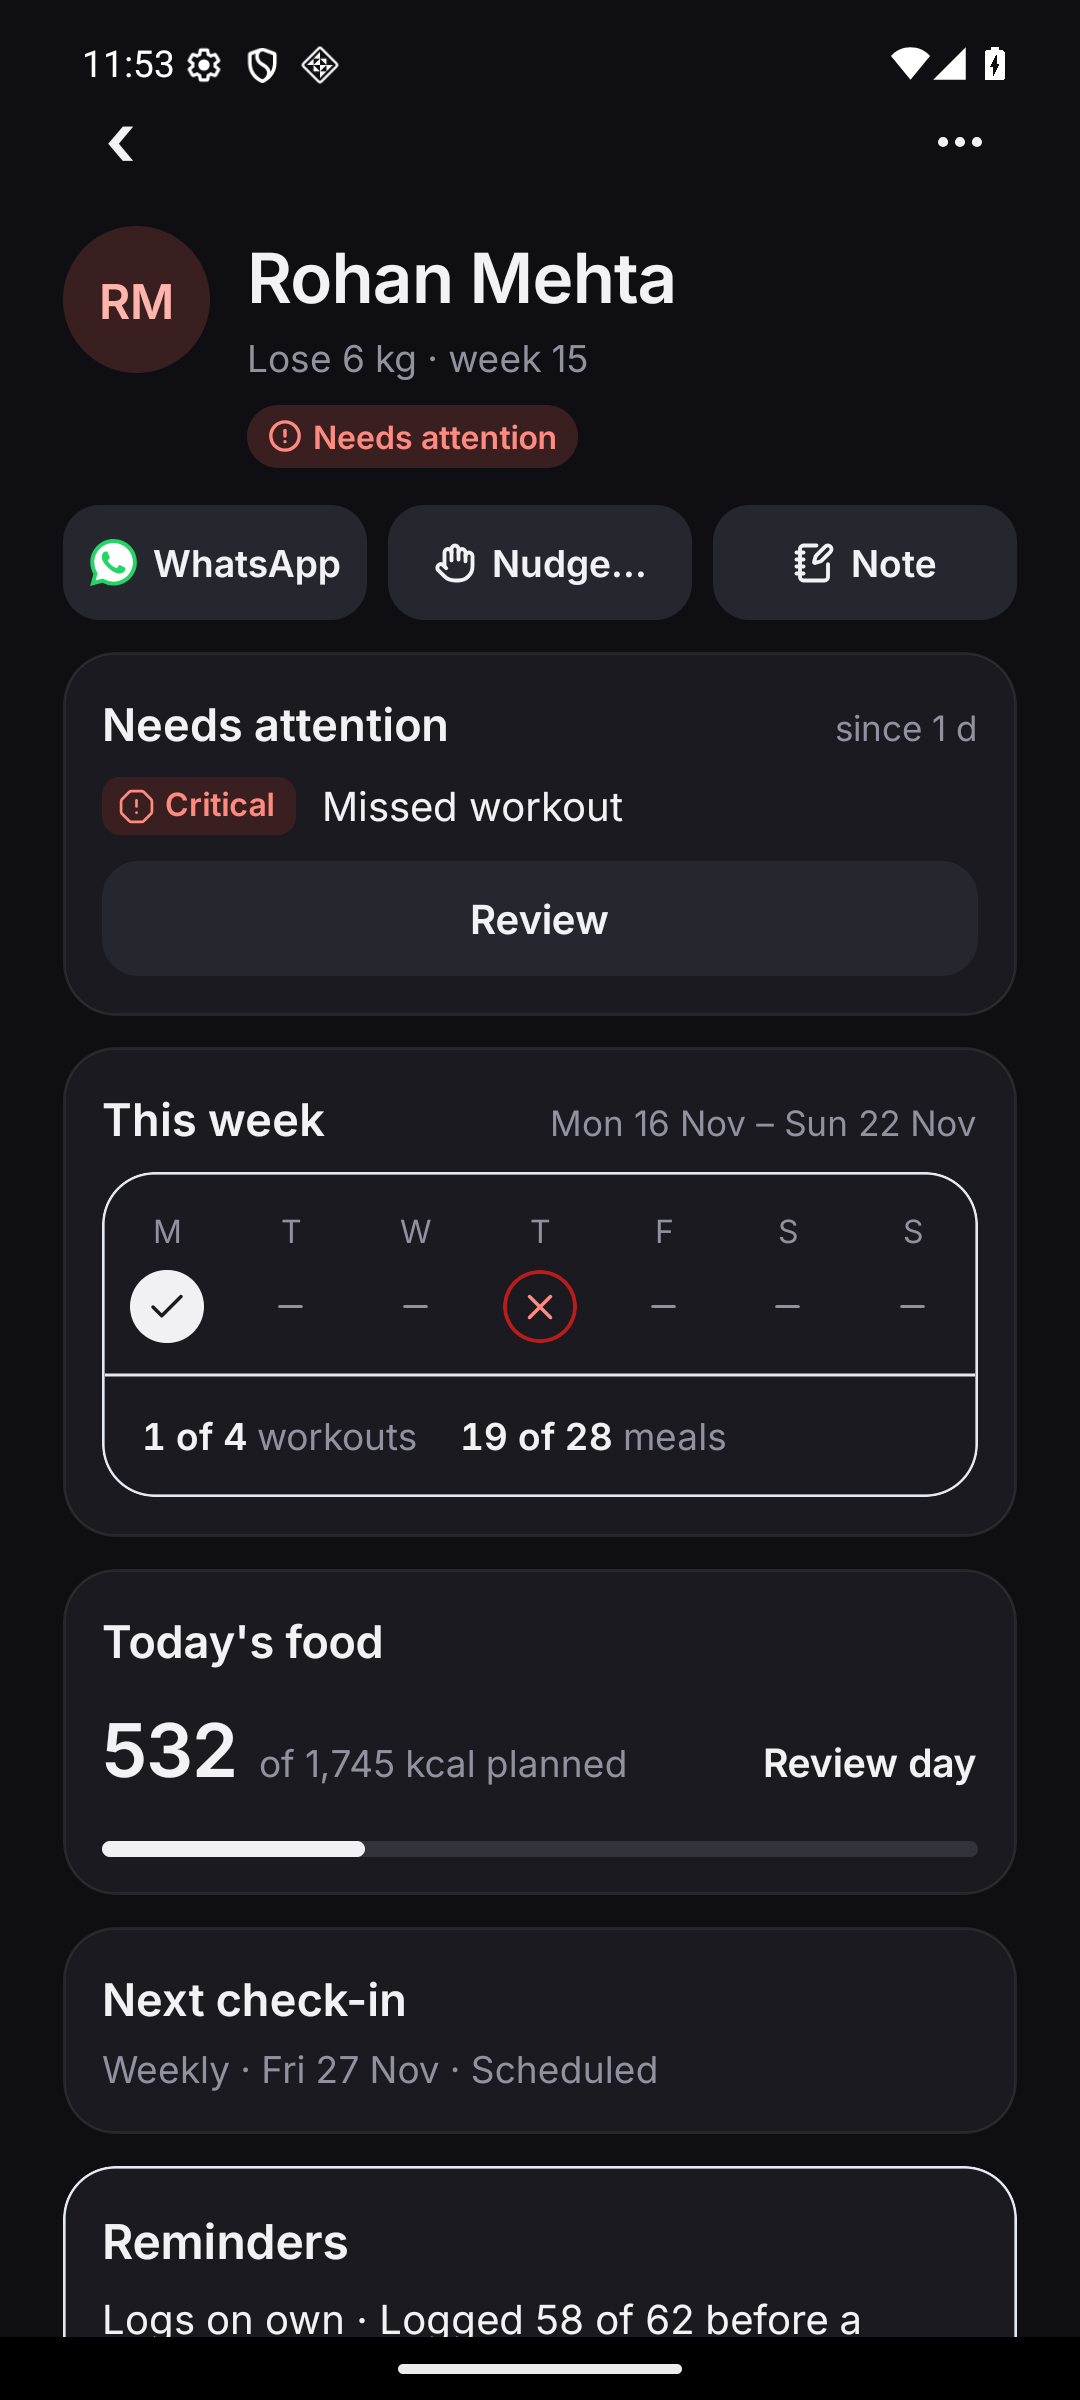 11:53
RM
Rohan Mehta
Lose 6 kg · week 15
Needs attention
WhatsApp
Nudge...
Note
Needs attention
since 1 d
Critical
Missed workout
Review
This week
Mon 16 Nov – Sun 22 Nov
M T W T F S S
1 of 4 workouts 19 of 28 meals
Today's food
532 of 1,745 kcal planned
Review day
Next check-in
Weekly · Fri 27 Nov · Scheduled
Reminders
Logs on own · Logged 58 of 62 before a